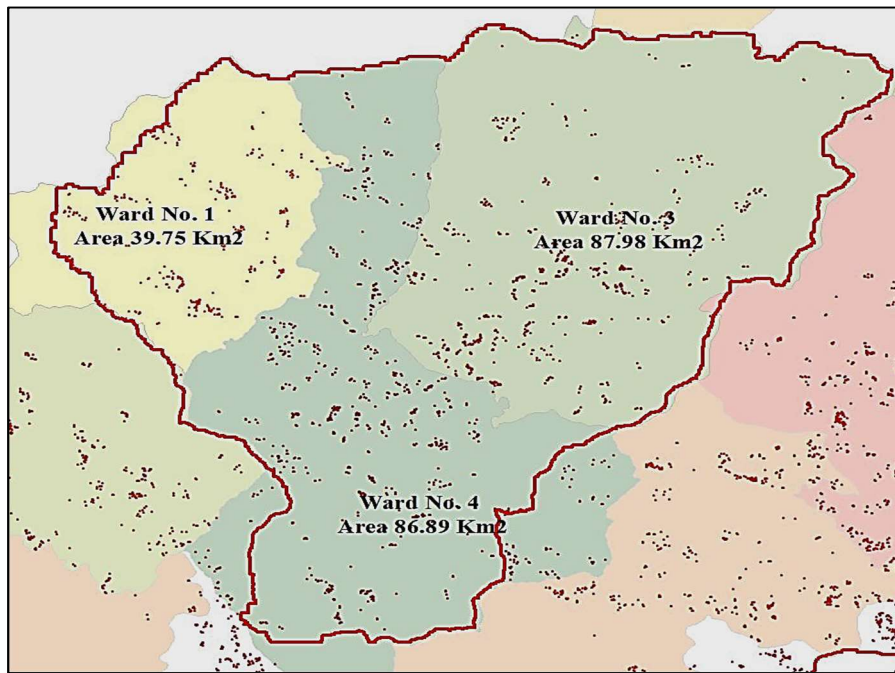 Ward No. 1
Area 39.75 Km2
Ward No. 3
Area 87.98 Km2
Ward No. 4
Area 86.89 Km2